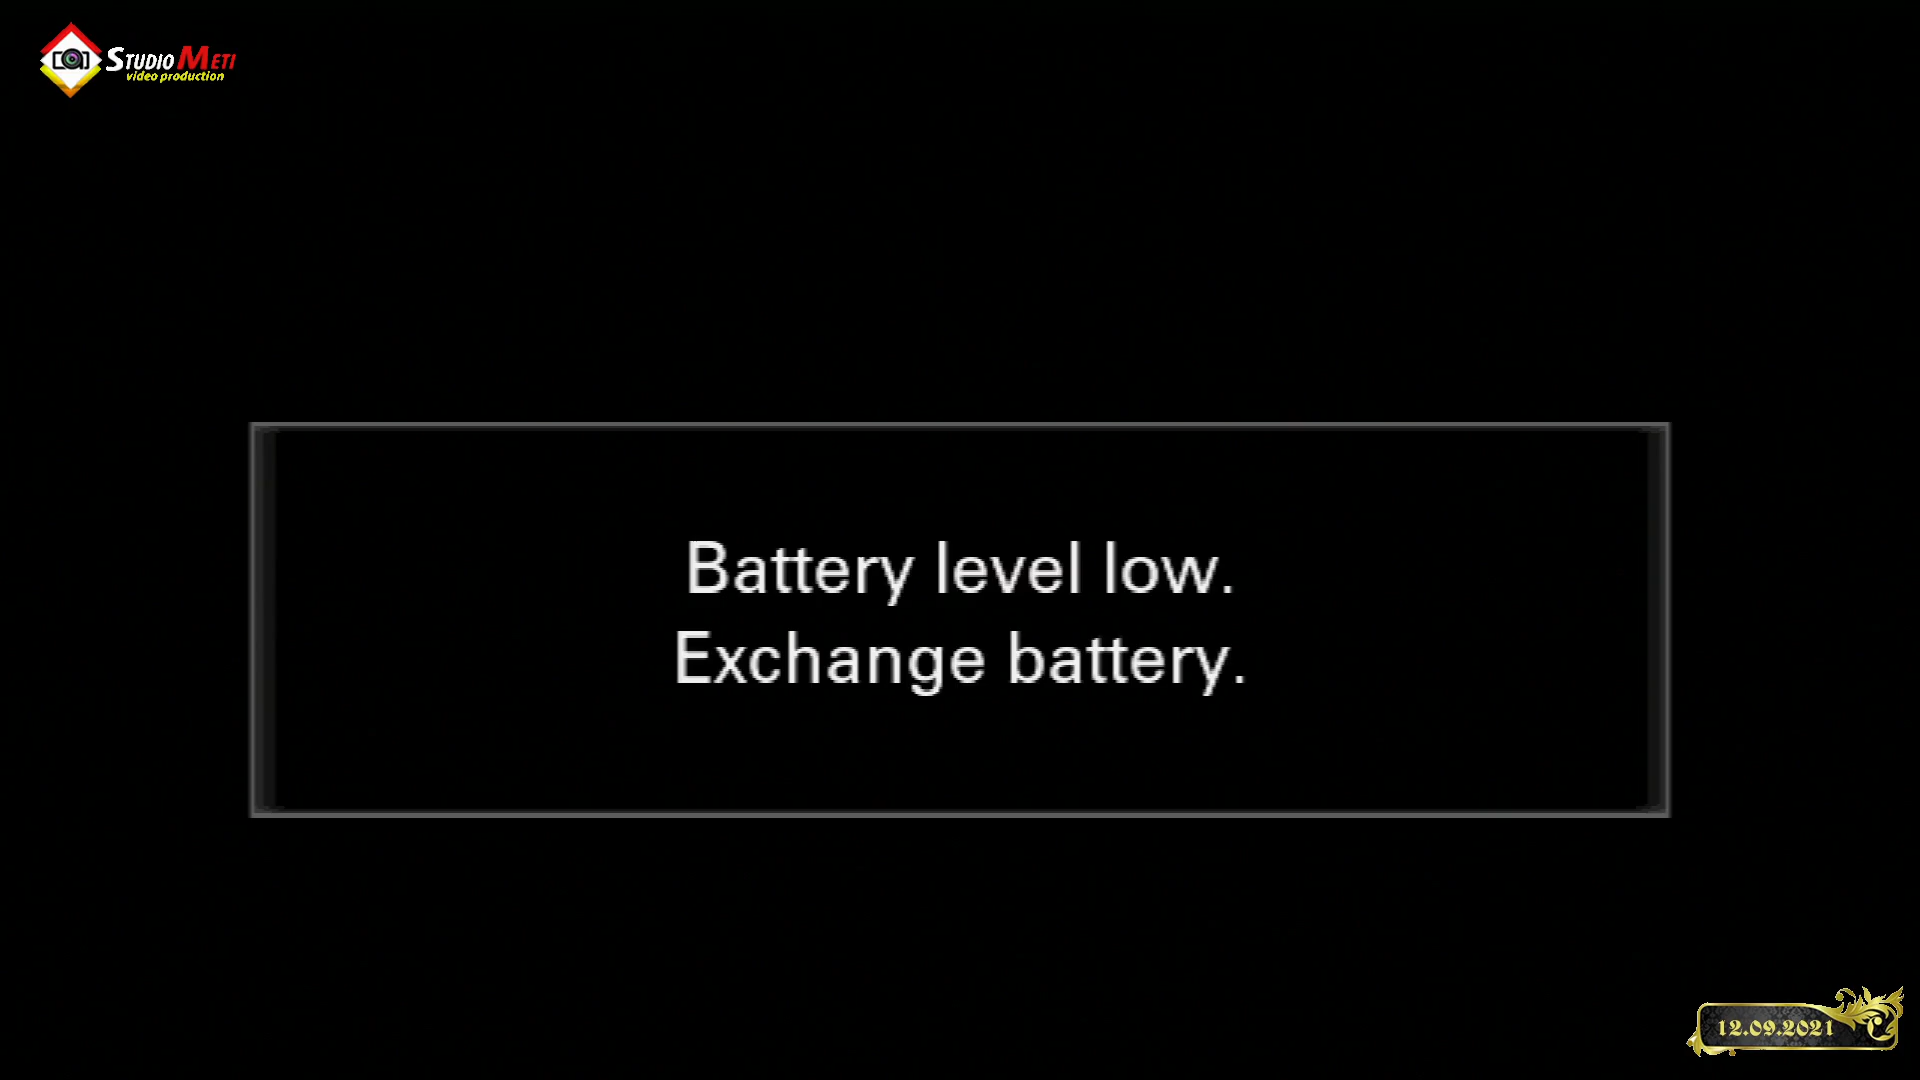 STUDIO METI
video production
Battery level low.
Exchange battery.
12.09.2021